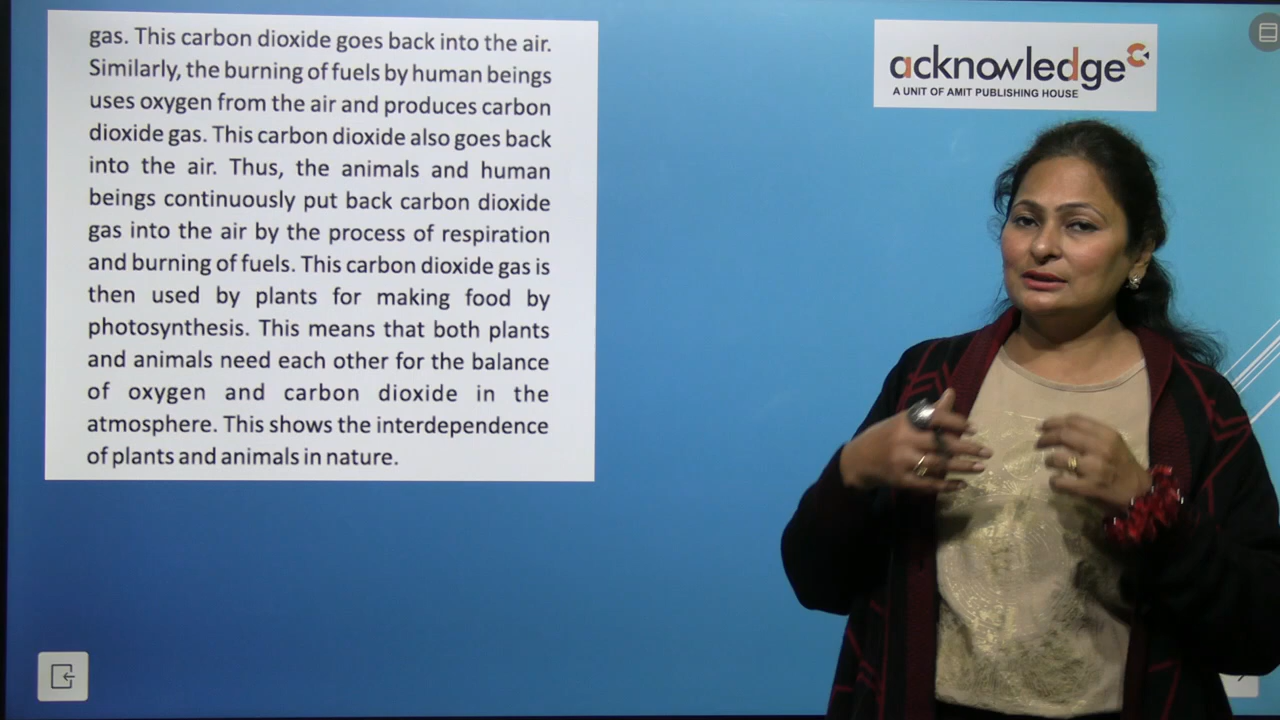 gas. This carbon dioxide goes back into the air.
Similarly, the burning of fuels by human beings
uses oxygen from the air and produces carbon
dioxide gas. This carbon dioxide also goes back
into the air. Thus, the animals and human
beings continuously put back carbon dioxide
gas into the air by the process of respiration
and burning of fuels. This carbon dioxide gas is
then used by plants for making food by
photosynthesis. This means that both plants
and animals need each other for the balance
of oxygen and carbon dioxide in the
atmosphere. This shows the interdependence
of plants and animals in nature.
acknowledge
A UNIT OF AMIT PUBLISHING HOUSE